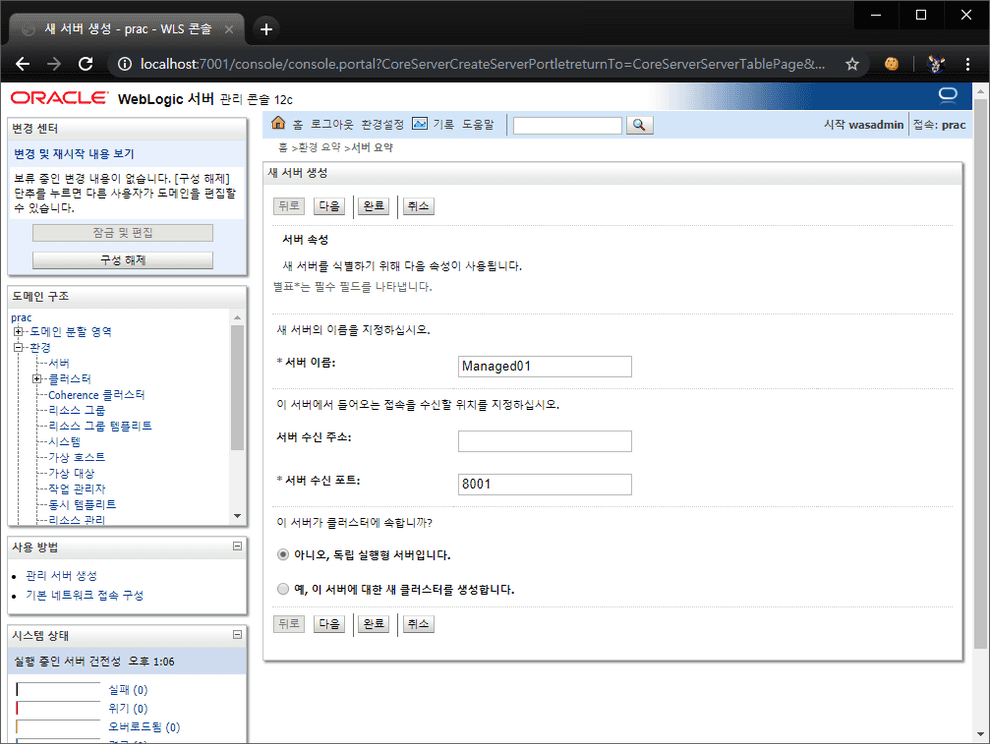 새 서버 생성 - prac - WLS 콘솔
localhost:7001/console/console.portal?CoreServerCreateServerPortletreturnTo=CoreServerServerTablePage&...
ORACLE WebLogic 서버 관리 콘솔 12c
변경 센터
변경 및 재시작 내용 보기
보류 중인 변경 내용이 없습니다. [구성 해제]
단추를 누르면 다른 사용자가 도메인을 편집할
수 있습니다.
잠금 및 편집
구성 해제
도메인 구조
prac
도메인 분할 영역
환경
서버
클러스터
Coherence 클러스터
리소스 그룹
리소스 그룹 템플리트
시스템
가상 호스트
가상 대상
작업 관리자
동시 템플리트
리소스 관리
사용 방법
관리 서버 생성
기본 네트워크 접속 구성
시스템 상태
실행 중인 서버 건전성 오후 1:06
실패 (0)
위기 (0)
오버로드됨 (0)
홈 로그아웃 환경설정 기록 도움말
시작 wasadmin 접속: prac
홈 >환경 요약 >서버 요약
새 서버 생성
뒤로 다음 완료 취소
서버 속성
새 서버를 식별하기 위해 다음 속성이 사용됩니다.
별표*는 필수 필드를 나타냅니다.
새 서버의 이름을 지정하십시오.
* 서버 이름: Managed01
이 서버에서 들어오는 접속을 수신할 위치를 지정하십시오.
서버 수신 주소:
* 서버 수신 포트: 8001
이 서버가 클러스터에 속합니까?
아니오, 독립 실행형 서버입니다.
예, 이 서버에 대한 새 클러스터를 생성합니다.
뒤로 다음 완료 취소